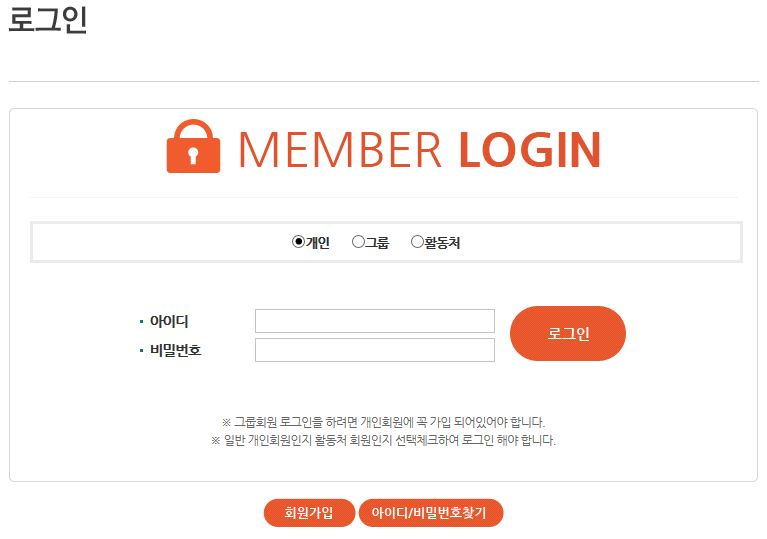 로그인
MEMBER LOGIN
개인 그룹 활동처
아이디
비밀번호
로그인
※ 그룹회원 로그인을 하려면 개인회원에 꼭 가입 되어있어야 합니다.
※ 일반 개인회원인지 활동처 회원인지 선택체크하여 로그인 해야 합니다.
회원가입 아이디/비밀번호찾기